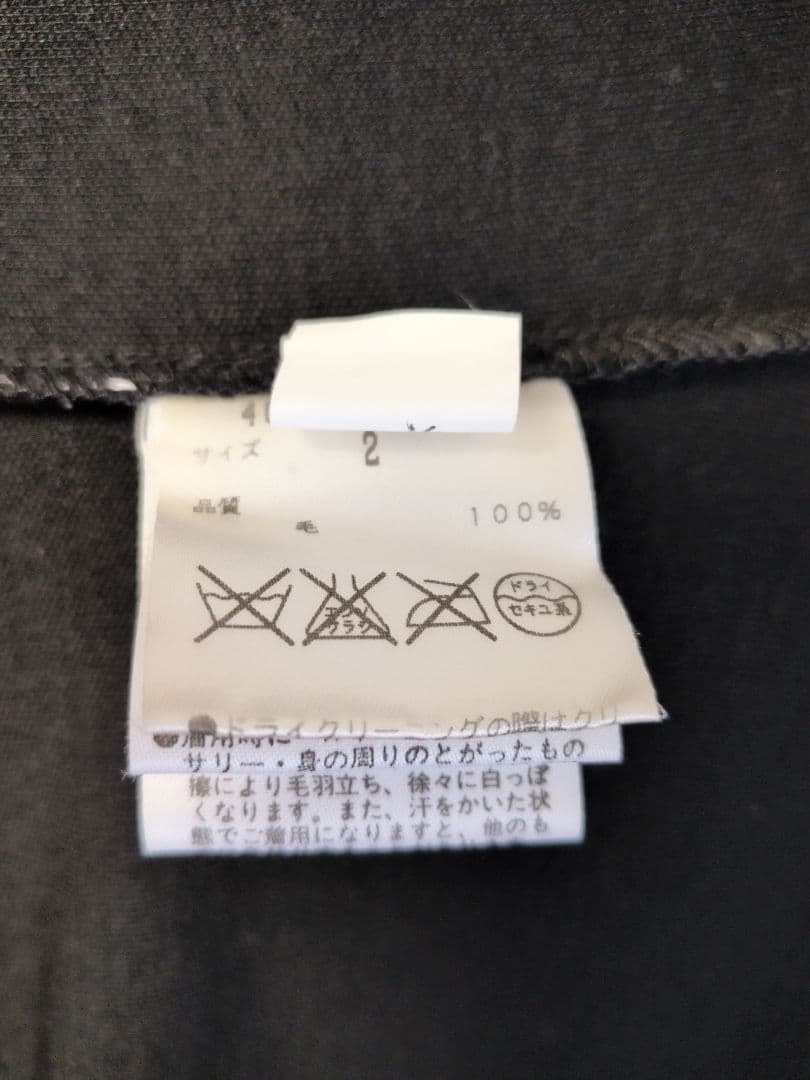 サイズ 2
品質
毛 100%
エンソ
サラシ
ドライ
セキユ系
●ドライクリーニングの際はクリ
サリー・身の周りのとがったもの
擦により毛羽立ち、徐々に白っぽ
くなります。また、汗をかいた状
態でご着用になりますと、他のも